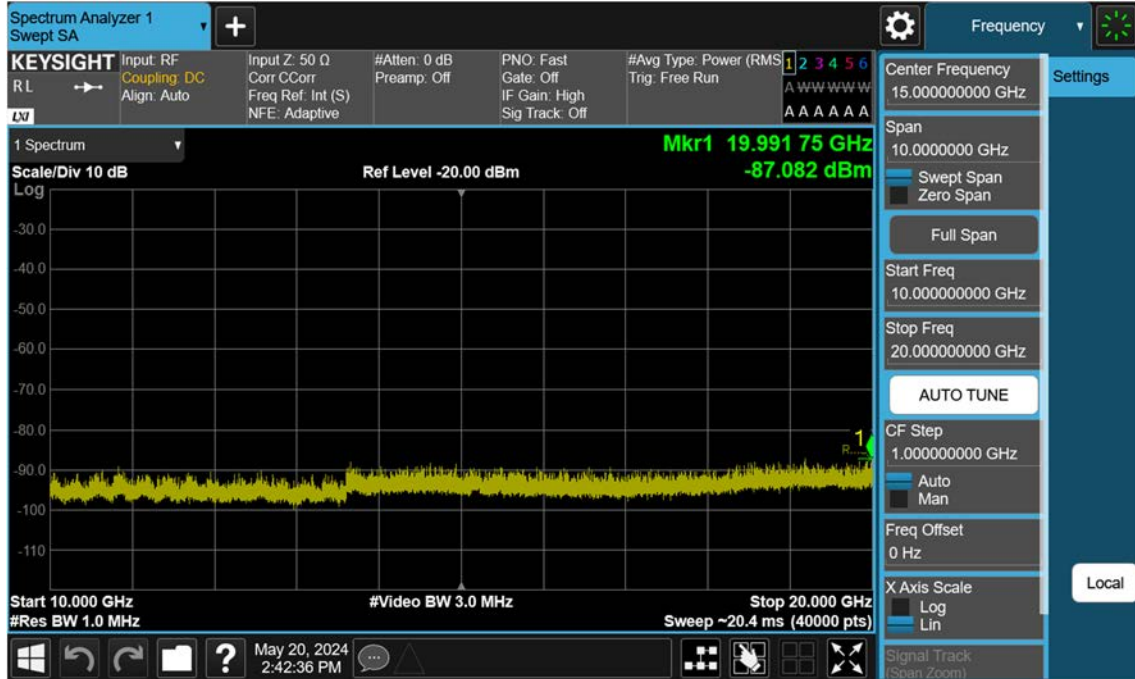 Spectrum Analyzer 1
Swept SA
+
Frequency
KEYSIGHT
R L
LXI
Input: RF
Coupling: DC
Align: Auto
Input Z: 50 Ω
Corr CCorr
Freq Ref: Int (S)
NFE: Adaptive
#Atten: 0 dB
Preamp: Off
PNO: Fast
Gate: Off
IF Gain: High
Sig Track: Off
#Avg Type: Power (RMS
Trig: Free Run
1 2 3 4 5 6
A W W W W W
A A A A A A
1 Spectrum
Mkr1 19.991 75 GHz
Scale/Div 10 dB
Ref Level -20.00 dBm
-87.082 dBm
Log
-30.0
-40.0
-50.0
-60.0
-70.0
-80.0
-90.0
-100
-110
1
Start 10.000 GHz
#Video BW 3.0 MHz
Stop 20.000 GHz
#Res BW 1.0 MHz
Sweep ~20.4 ms (40000 pts)
?
May 20, 2024
2:42:36 PM
Center Frequency
15.000000000 GHz
Span
10.0000000 GHz
Swept Span
Zero Span
Full Span
Start Freq
10.000000000 GHz
Stop Freq
20.000000000 GHz
AUTO TUNE
CF Step
1.000000000 GHz
Auto
Man
Freq Offset
0 Hz
X Axis Scale
Log
Lin
Signal Track
(Span Zoom)
Settings
Local